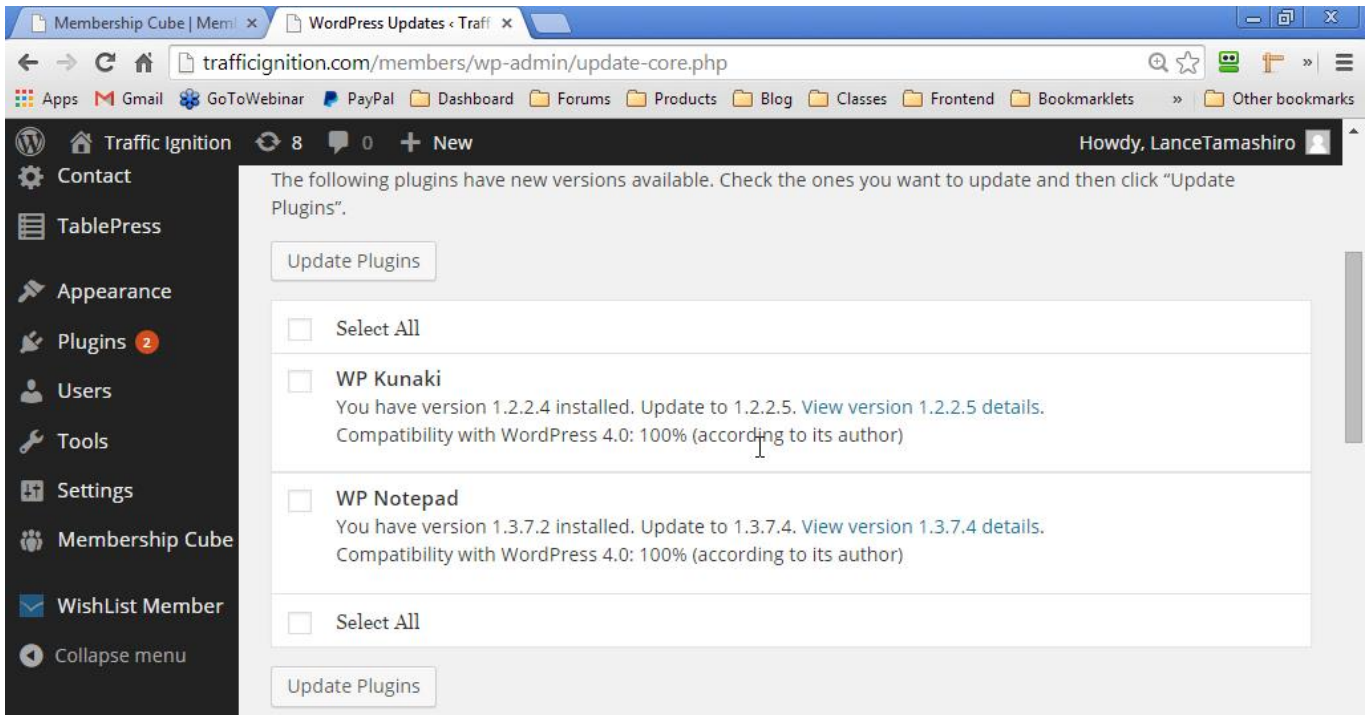 Membership Cube | Meml
WordPress Updates ‹ Traff
trafficignition.com/members/wp-admin/update-core.php
Apps Gmail GoToWebinar PayPal Dashboard Forums Products Blog Classes Frontend Bookmarklets » Other bookmarks
Traffic Ignition 8 0 + New Howdy, LanceTamashiro
Contact
TablePress
Appearance
Plugins 2
Users
Tools
Settings
Membership Cube
WishList Member
Collapse menu
The following plugins have new versions available. Check the ones you want to update and then click “Update
Plugins”.
Update Plugins
Select All
WP Kunaki
You have version 1.2.2.4 installed. Update to 1.2.2.5. View version 1.2.2.5 details.
Compatibility with WordPress 4.0: 100% (according to its author)
WP Notepad
You have version 1.3.7.2 installed. Update to 1.3.7.4. View version 1.3.7.4 details.
Compatibility with WordPress 4.0: 100% (according to its author)
Select All
Update Plugins